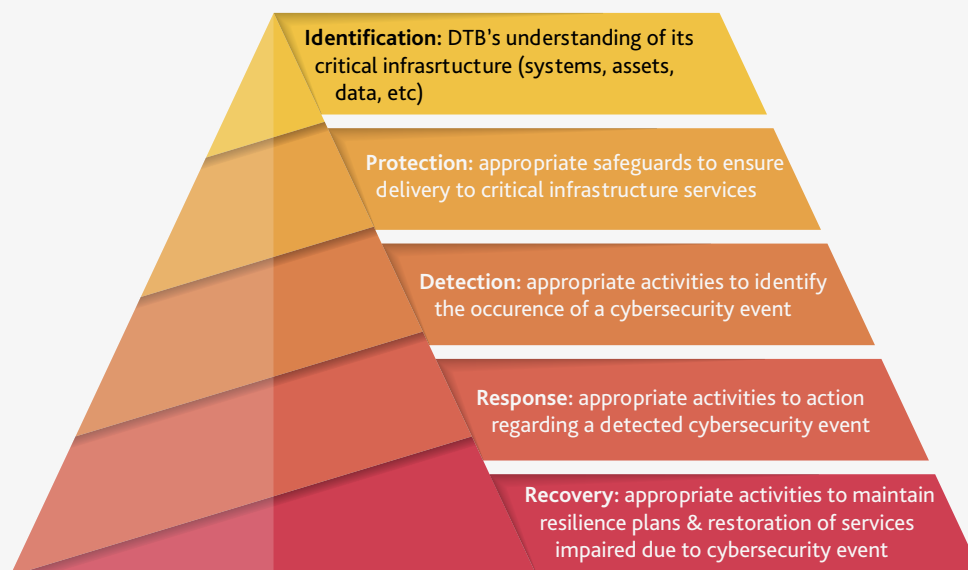 Identification: DTB's understanding of its
critical infrasrtucture (systems, assets,
data, etc)
Protection: appropriate safeguards to ensure
delivery to critical infrastructure services
Detection: appropriate activities to identify
the occurence of a cybersecurity event
Response: appropriate activities to action
regarding a detected cybersecurity event
Recovery: appropriate activities to maintain
resilience plans & restoration of services
impaired due to cybersecurity event